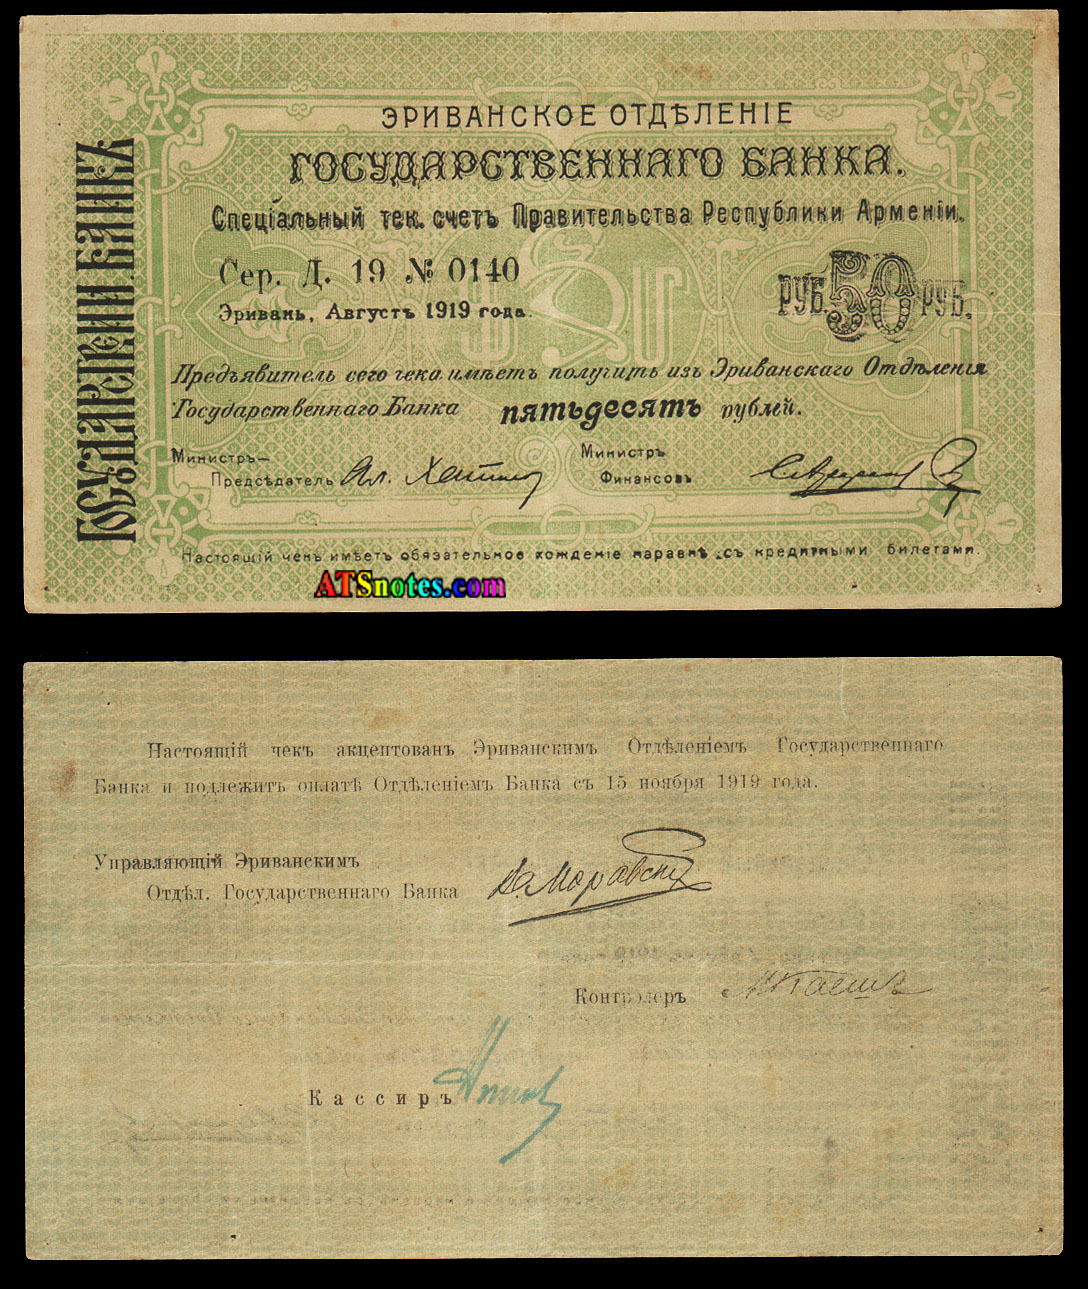 ЭРИВАНСКОЕ ОТДѢЛЕНІЕ
ГОСУДАРСТВЕННАГО БАНКА.
Спеціальный тек. счетъ Правительства Республики Арменіи.
Сер. Д. 19 № 0140
Эривань, Августъ 1919 года.
РУБ. 50 РУБ.
Предъявитель сего чека имѣетъ получить изъ Эриванскаго Отдѣленія
Государственнаго Банка пятьдесятъ рублей.
Министръ-
Предсѣдатель Ал. Хатисов
Министръ
Финансовъ
Настоящій чекъ имѣетъ обязательное хожденіе наравнѣ съ кредитными билетами.
ATSnotes.com
Настоящій чекъ акцептованъ Эриванскимъ Отдѣленіемъ Государственнаго
Банка и подлежитъ оплатѣ Отдѣленіемъ Банка съ 15 ноября 1919 года.
Управляющій Эриванскимъ
Отдѣл. Государственнаго Банка
Контролеръ
Кассиръ